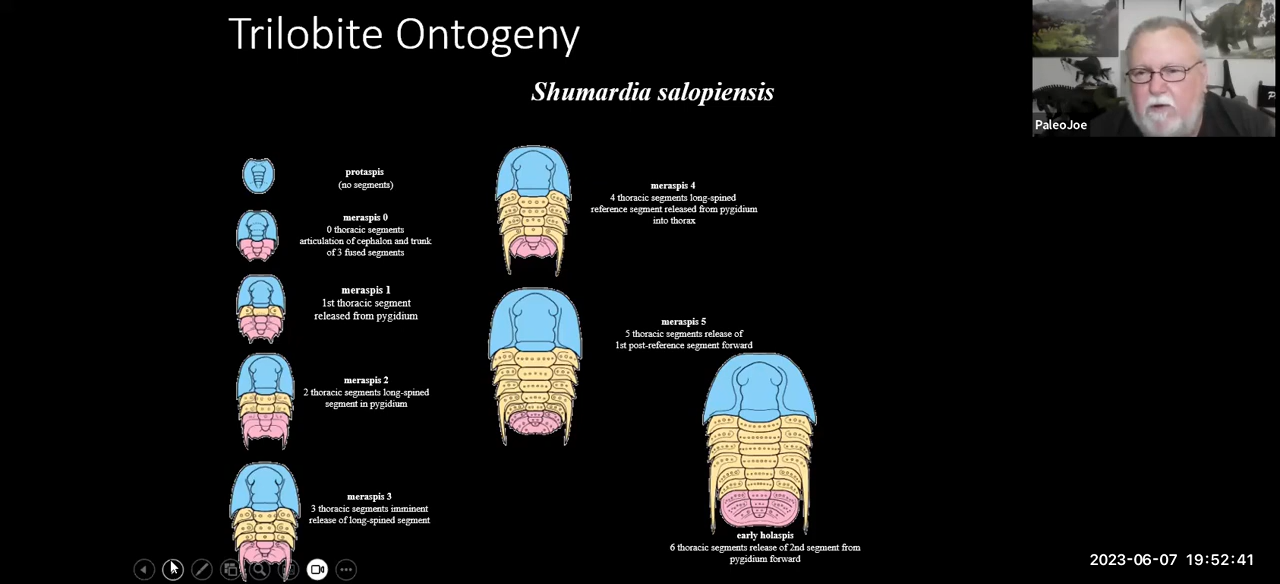 Trilobite Ontogeny
Shumardia salopiensis
PaleoJoe
protaspis
(no segments)
meraspis 0
0 thoracic segments
articulation of cephalon and trunk
of 3 fused segments
meraspis 1
1st thoracic segment
released from pygidium
meraspis 2
2 thoracic segments long-spined
segment in pygidium
meraspis 3
3 thoracic segments imminent
release of long-spined segment
meraspis 4
4 thoracic segments long-spined
reference segment released from pygidium
into thorax
meraspis 5
5 thoracic segments release of
1st post-reference segment forward
early holaspis
6 thoracic segments release of 2nd segment from
pygidium forward
2023-06-07 19:52:41